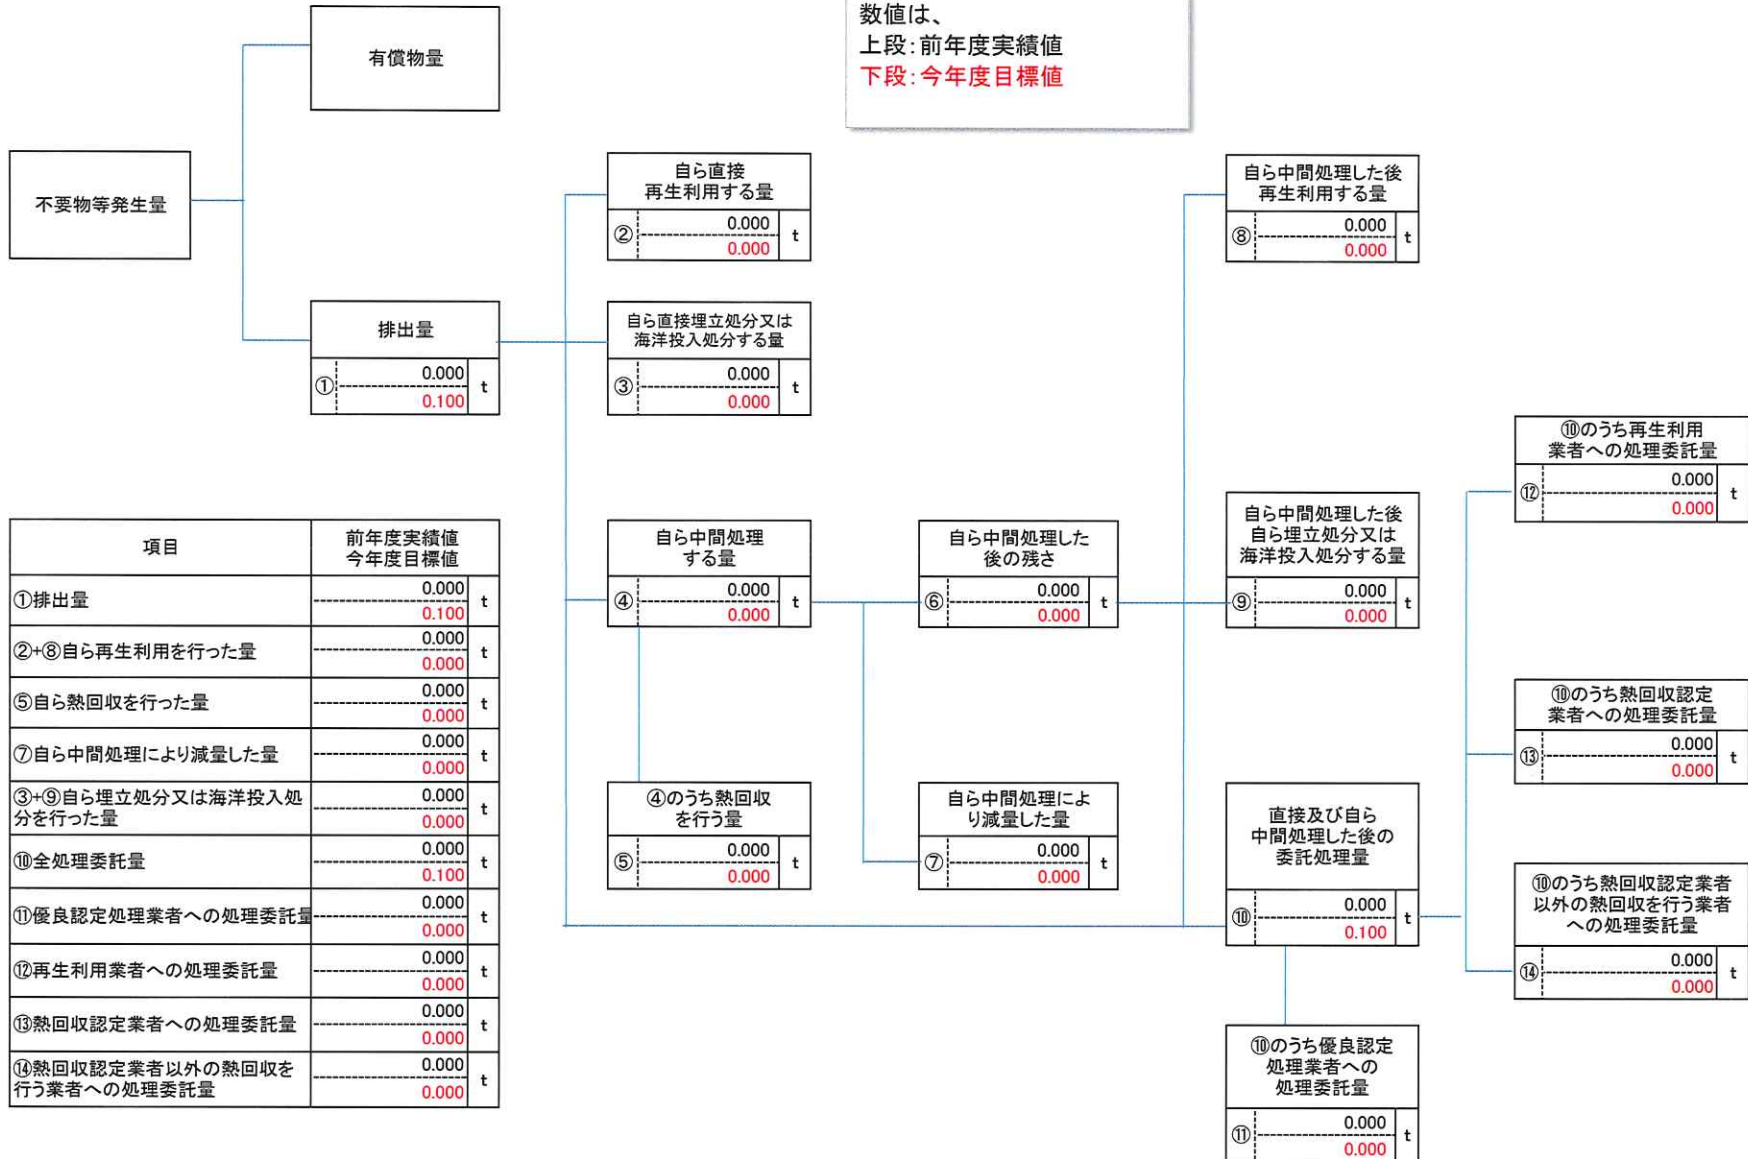 数値は、
上段：前年度実績値
下段：今年度目標値
有償物量
不要物等発生量
排出量
①
0.000
0.100
t
自ら直接
再生利用する量
②
0.000
0.000
t
自ら直接埋立処分又は
海洋投入処分する量
③
0.000
0.000
t
自ら中間処理
する量
④
0.000
0.000
t
④のうち熱回収
を行う量
⑤
0.000
0.000
t
自ら中間処理した
後の残さ
⑥
0.000
0.000
t
自ら中間処理によ
り減量した量
⑦
0.000
0.000
t
自ら中間処理した後
再生利用する量
⑧
0.000
0.000
t
自ら中間処理した後
自ら埋立処分又は
海洋投入処分する量
⑨
0.000
0.000
t
直接及び自ら
中間処理した後の
委託処理量
⑩
0.000
0.100
t
⑩のうち優良認定
処理業者への
処理委託量
⑪
0.000
0.000
t
⑩のうち再生利用
業者への処理委託量
⑫
0.000
0.000
t
⑩のうち熱回収認定
業者への処理委託量
⑬
0.000
0.000
t
⑩のうち熱回収認定業者
以外の熱回収を行う業者
への処理委託量
⑭
0.000
0.000
t
項目
前年度実績値
今年度目標値
①排出量
0.000
0.100
t
②+⑧自ら再生利用を行った量
0.000
0.000
t
⑤自ら熱回収を行った量
0.000
0.000
t
⑦自ら中間処理により減量した量
0.000
0.000
t
③+⑨自ら埋立処分又は海洋投入処
分を行った量
0.000
0.000
t
⑩全処理委託量
0.000
0.100
t
⑪優良認定処理業者への処理委託量
0.000
0.000
t
⑫再生利用業者への処理委託量
0.000
0.000
t
⑬熱回収認定業者への処理委託量
0.000
0.000
t
⑭熱回収認定業者以外の熱回収を
行う業者への処理委託量
0.000
0.000
t